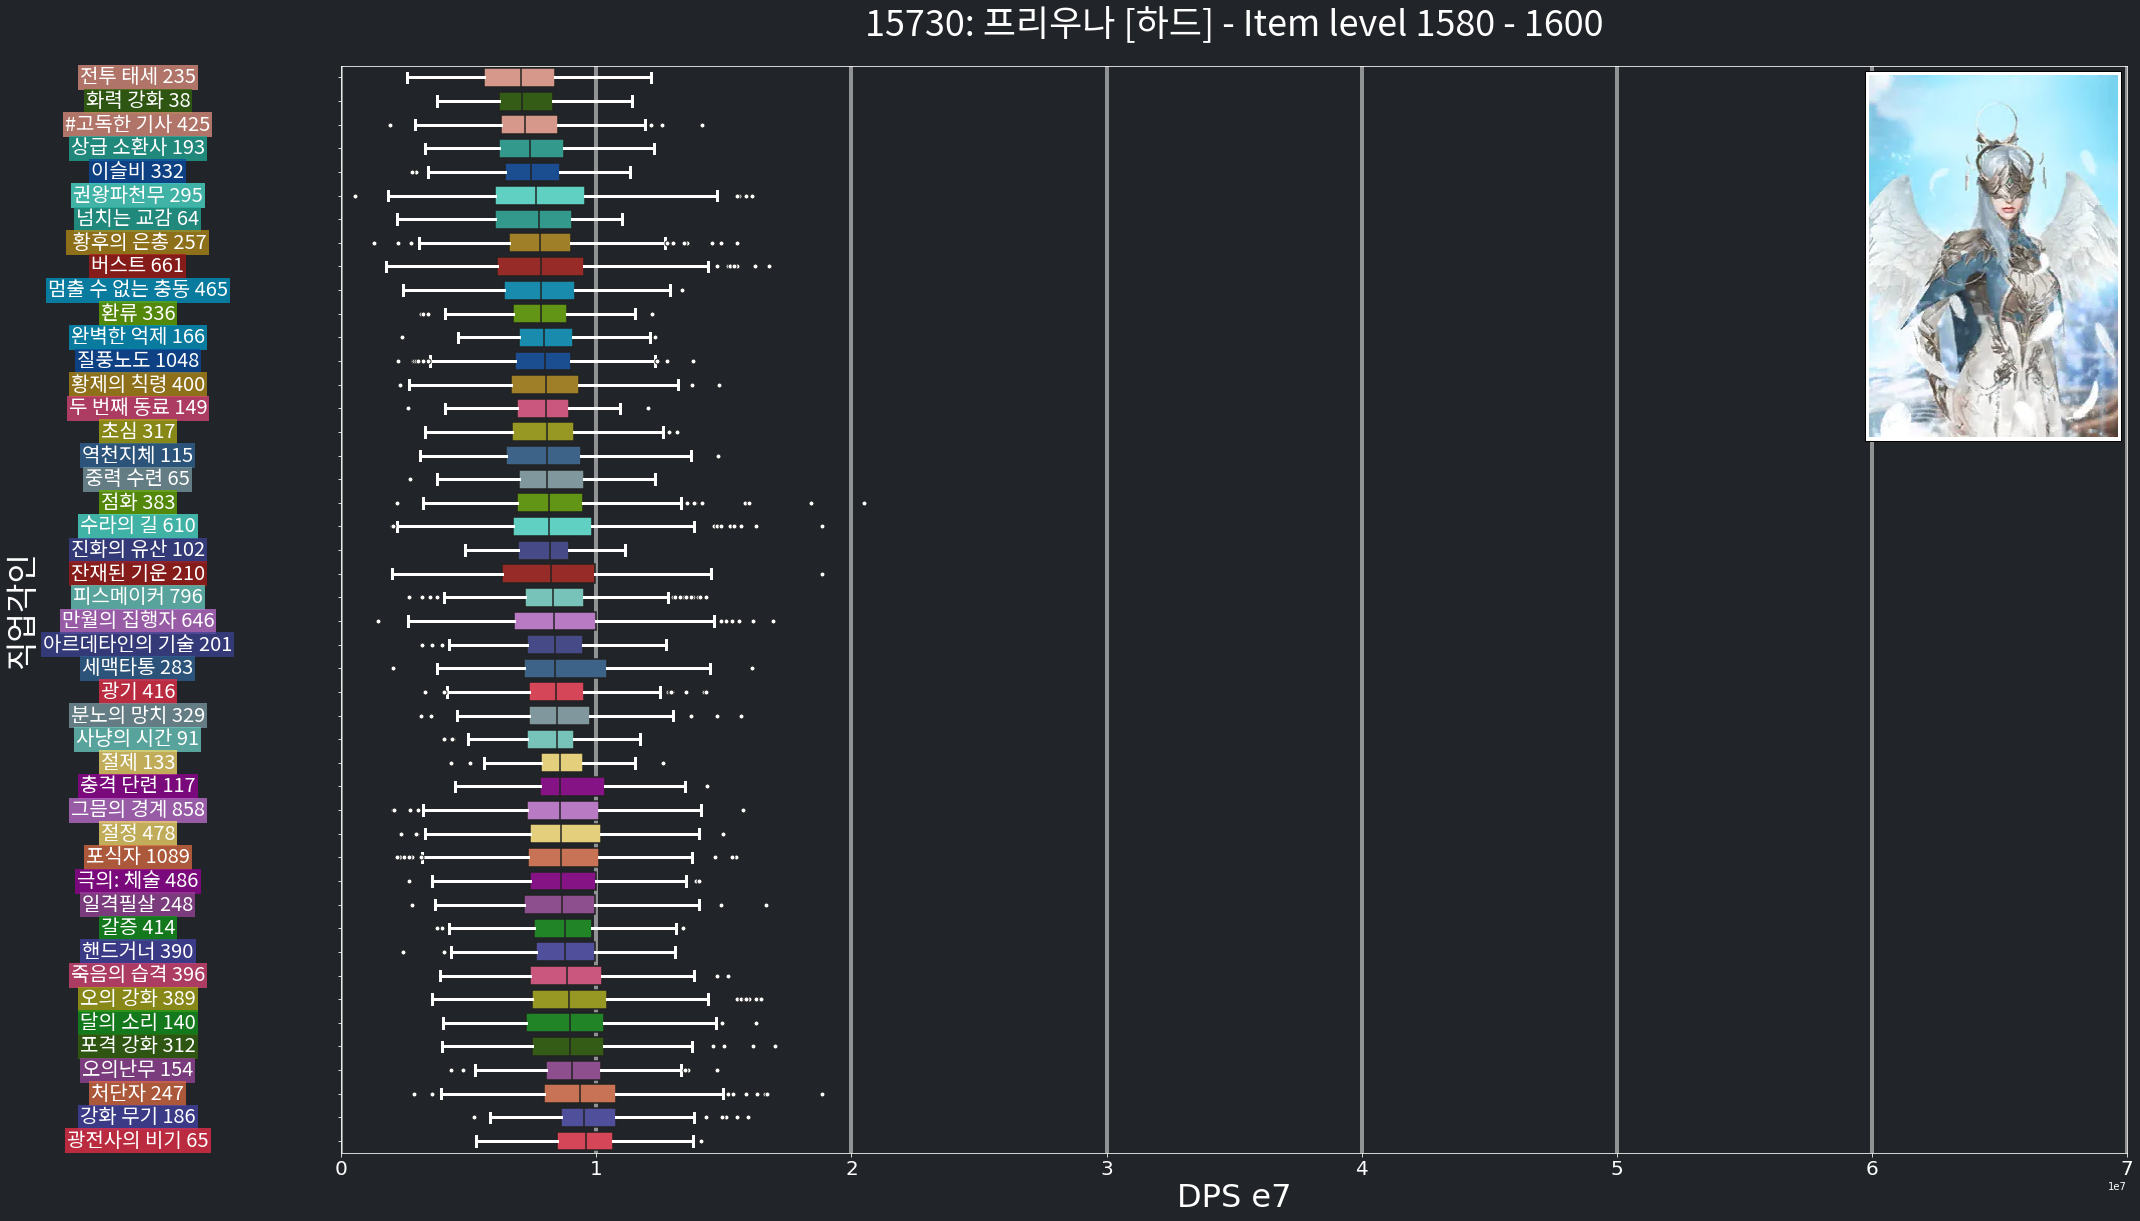 15730: 프리우나 [하드] - Item level 1580 - 1600
전투 태세 235
화력 강화 38
#고독한 기사 425
상급 소환사 193
이슬비 332
권왕파천무 295
넘치는 교감 64
황후의 은총 257
버스트 661
멈출 수 없는 충동 465
환류 336
완벽한 억제 166
질풍노도 1048
황제의 칙령 400
두 번째 동료 149
초심 317
역천지체 115
중력 수련 65
점화 383
수라의 길 610
진화의 유산 102
잔재된 기운 210
피스메이커 796
만월의 집행자 646
아르데타인의 기술 201
세맥타통 283
광기 416
분노의 망치 329
사냥의 시간 91
절제 133
충격 단련 117
그믐의 경계 858
절정 478
포식자 1089
극의: 체술 486
일격필살 248
갈증 414
핸드거너 390
죽음의 습격 396
오의 강화 389
달의 소리 140
포격 강화 312
오의난무 154
처단자 247
강화 무기 186
광전사의 비기 65
직업각인
0 1 2 3 4 5 6 7
1e7
DPS e7